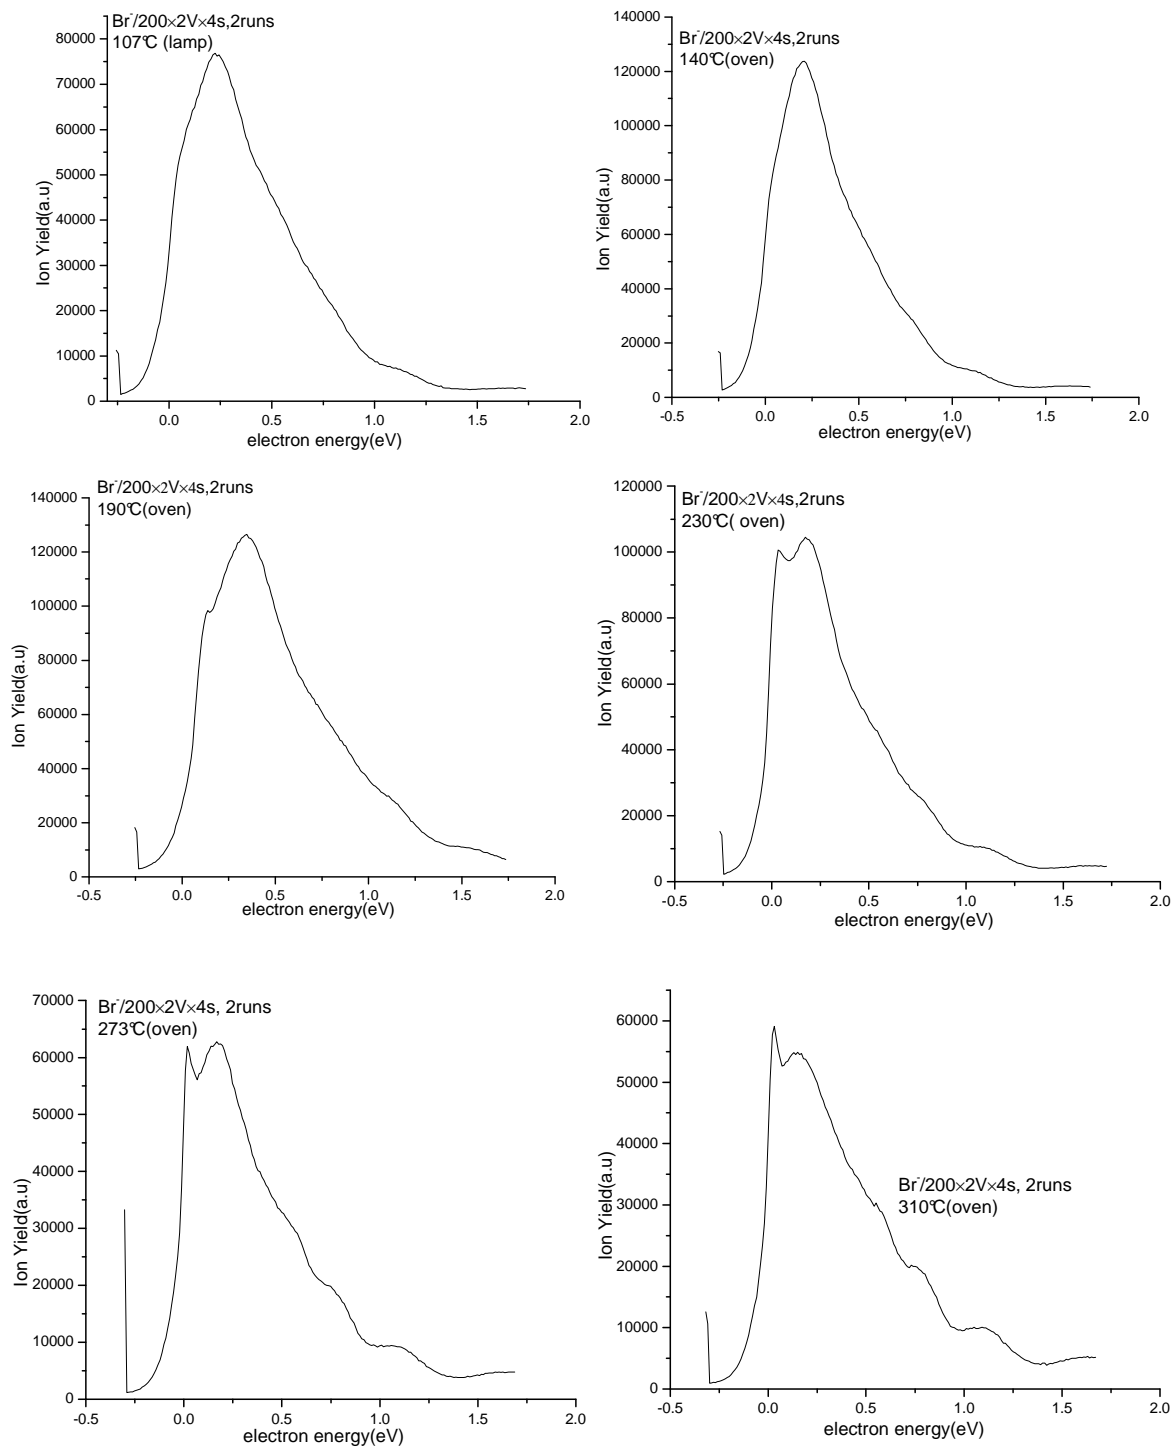 Br⁻/200×2V×4s,2runs
107℃ (lamp)
80000
70000
60000
50000
40000
30000
20000
10000
0
Ion Yield(a.u)
0.0 0.5 1.0 1.5 2.0
electron energy(eV)
Br⁻/200×2V×4s,2runs
140℃(oven)
140000
120000
100000
80000
60000
40000
20000
0
Ion Yield(a.u)
-0.5 0.0 0.5 1.0 1.5 2.0
electron energy(eV)
Br⁻/200×2V×4s,2runs
190℃(oven)
140000
120000
100000
80000
60000
40000
20000
0
Ion Yield(a.u)
-0.5 0.0 0.5 1.0 1.5 2.0
electron energy(eV)
Br⁻/200×2V×4s,2runs
230℃( oven)
120000
100000
80000
60000
40000
20000
0
Ion Yield(a.u)
-0.5 0.0 0.5 1.0 1.5 2.0
electron energy(eV)
Br⁻/200×2V×4s, 2runs
273℃(oven)
70000
60000
50000
40000
30000
20000
10000
0
Ion Yield(a.u)
-0.5 0.0 0.5 1.0 1.5 2.0
electron energy(eV)
60000
50000
40000
30000
20000
10000
0
Ion Yield(a.u)
Br⁻/200×2V×4s, 2runs
310℃(oven)
-0.5 0.0 0.5 1.0 1.5 2.0
electron energy(eV)